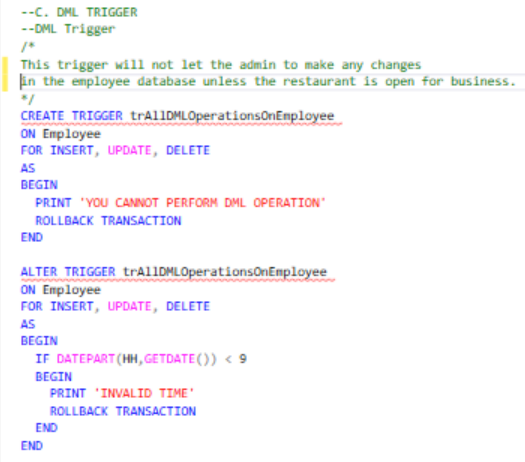 --C. DML TRIGGER
--DML Trigger
/*
This trigger will not let the admin to make any changes
in the employee database unless the restaurant is open for business.
*/
CREATE TRIGGER trAllDMLOperationsOnEmployee
ON Employee
FOR INSERT, UPDATE, DELETE
AS
BEGIN
PRINT 'YOU CANNOT PERFORM DML OPERATION'
ROLLBACK TRANSACTION
END
ALTER TRIGGER trAllDMLOperationsOnEmployee
ON Employee
FOR INSERT, UPDATE, DELETE
AS
BEGIN
IF DATEPART(HH,GETDATE()) < 9
BEGIN
PRINT 'INVALID TIME'
ROLLBACK TRANSACTION
END
END